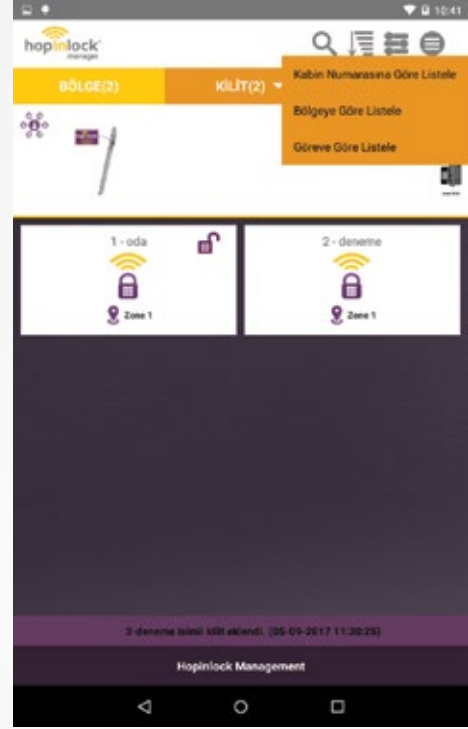 10:41
hopinlock
manager
Kabin Numarasına Göre Listele
BÖLGE(2)
KİLİT(2)
Bölgeye Göre Listele
Göreve Göre Listele
1 - oda
2 - deneme
Zone 1
Zone 1
2-deneme isimli kilit eklendi. (05-09-2017 11:30:25)
Hopinlock Management